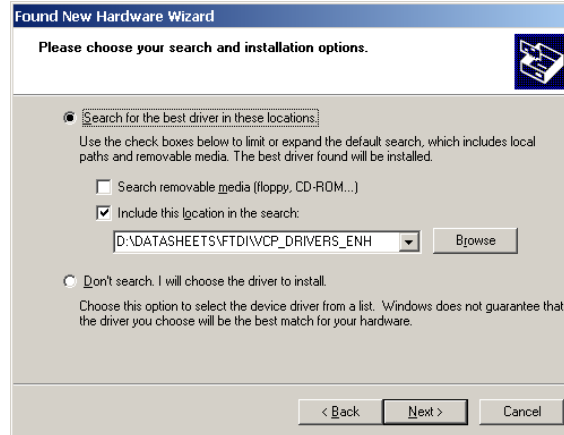 Found New Hardware Wizard
Please choose your search and installation options.
Search for the best driver in these locations.
Use the check boxes below to limit or expand the default search, which includes local
paths and removable media. The best driver found will be installed.
Search removable media (floppy, CD-ROM...)
Include this location in the search:
D:\DATASHEETS\FTDI\VCP_DRIVERS_ENH
Browse
Don't search. I will choose the driver to install.
Choose this option to select the device driver from a list. Windows does not guarantee that
the driver you choose will be the best match for your hardware.
< Back Next > Cancel